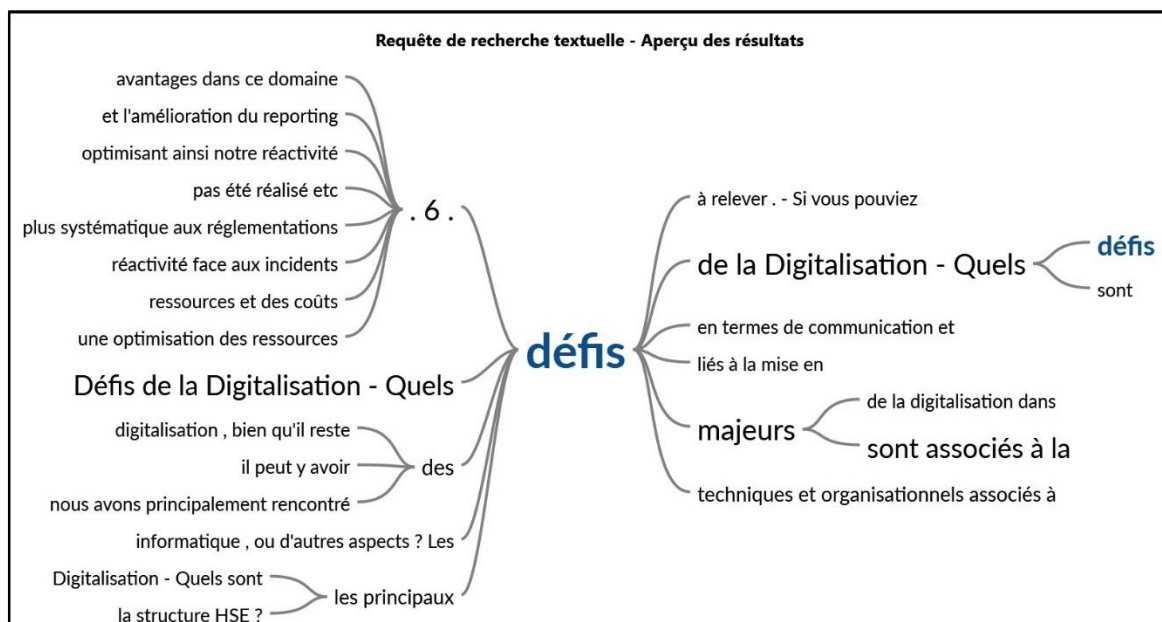 Requête de recherche textuelle - Aperçu des résultats
avantages dans ce domaine
et l'amélioration du reporting
optimisant ainsi notre réactivité
pas été réalisé etc
plus systématique aux réglementations
réactivité face aux incidents
ressources et des coûts
une optimisation des ressources
. 6 .
Défis de la Digitalisation - Quels
digitalisation , bien qu'il reste
il peut y avoir
nous avons principalement rencontré
des
informatique , ou d'autres aspects ? Les
Digitalisation - Quels sont
la structure HSE ?
les principaux
défis
à relever . - Si vous pouviez
de la Digitalisation - Quels
défis
sont
en termes de communication et
liés à la mise en
majeurs
de la digitalisation dans
sont associés à la
techniques et organisationnels associés à